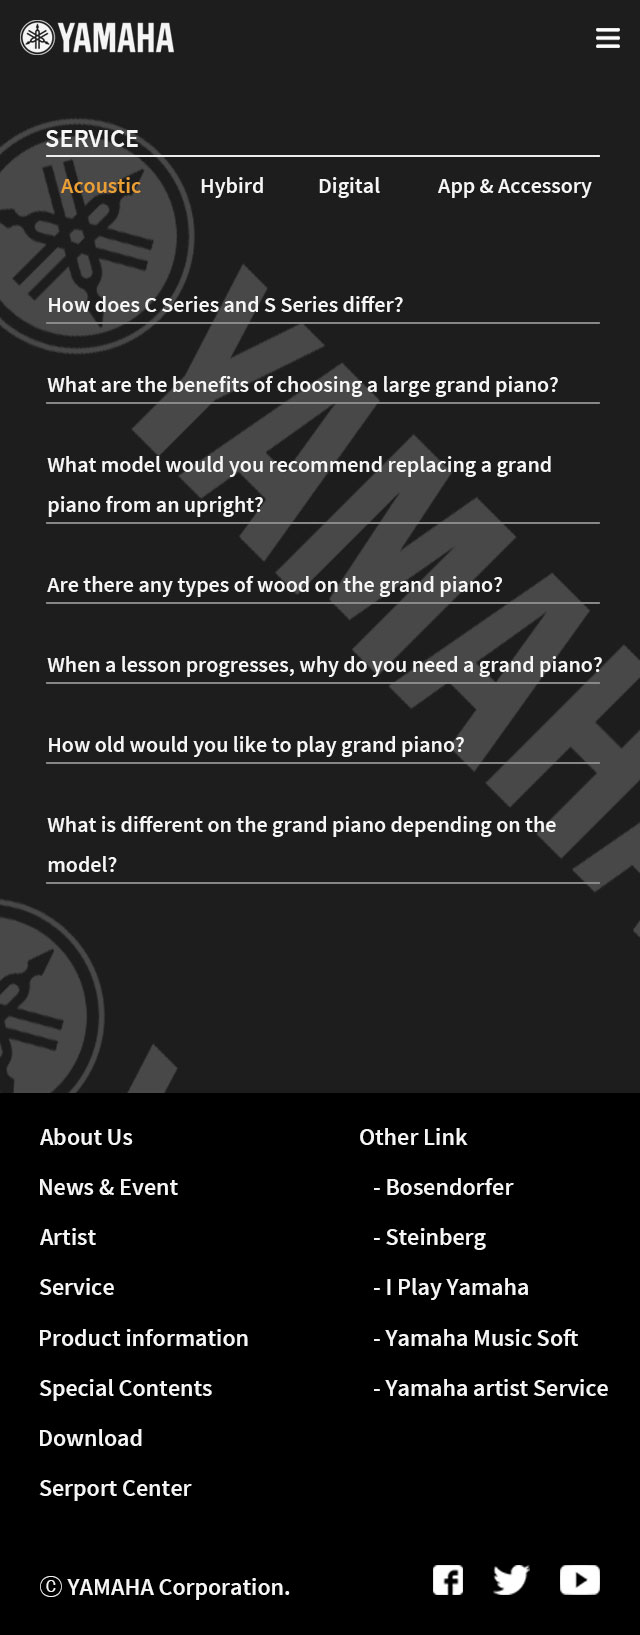 YAMAHA
SERVICE
Acoustic Hybird Digital App & Accessory
How does C Series and S Series differ?
What are the benefits of choosing a large grand piano?
What model would you recommend replacing a grand
piano from an upright?
Are there any types of wood on the grand piano?
When a lesson progresses, why do you need a grand piano?
How old would you like to play grand piano?
What is different on the grand piano depending on the
model?
YAMAHA
About Us
News & Event
Artist
Service
Product information
Special Contents
Download
Serport Center
Other Link
- Bosendorfer
- Steinberg
- I Play Yamaha
- Yamaha Music Soft
- Yamaha artist Service
ⓒ YAMAHA Corporation.